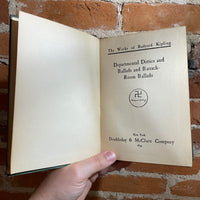 The Works of Rudyard Kipling
Departmental Ditties and
Ballads and Barrack-
Room Ballads
New York
Doubleday & McClure Company